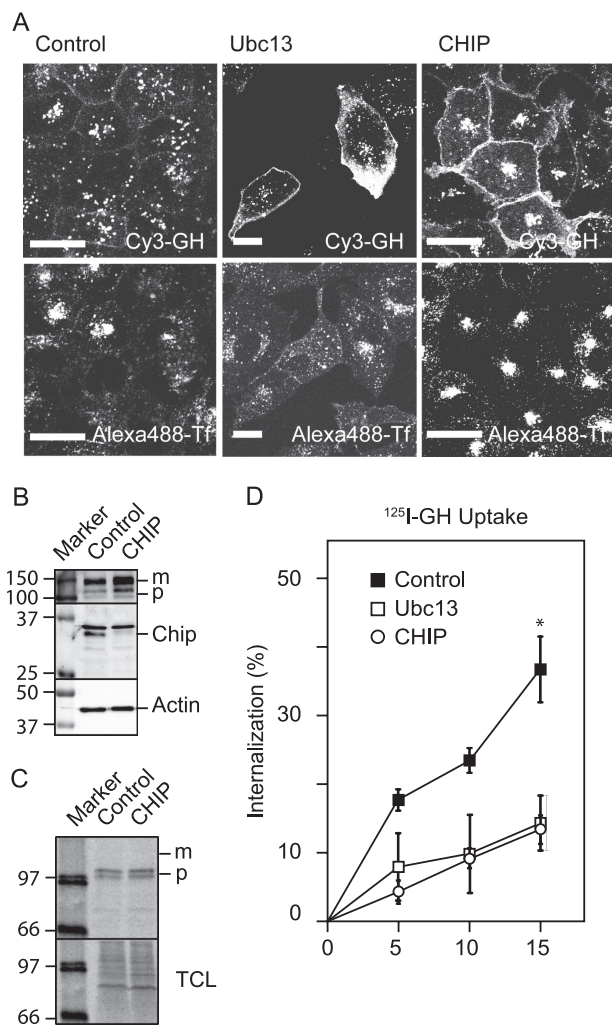 A
Control
Ubc13
CHIP
Cy3-GH
Cy3-GH
Cy3-GH
Alexa488-Tf
Alexa488-Tf
Alexa488-Tf
B
Marker
Control
CHIP
150
100
m
p
37
25
Chip
50
37
Actin
C
Marker
Control
CHIP
97
66
m
p
97
66
TCL
D
¹²⁵I-GH Uptake
Internalization (%)
50
30
10
0
Control
Ubc13
CHIP
*
0
5
10
15